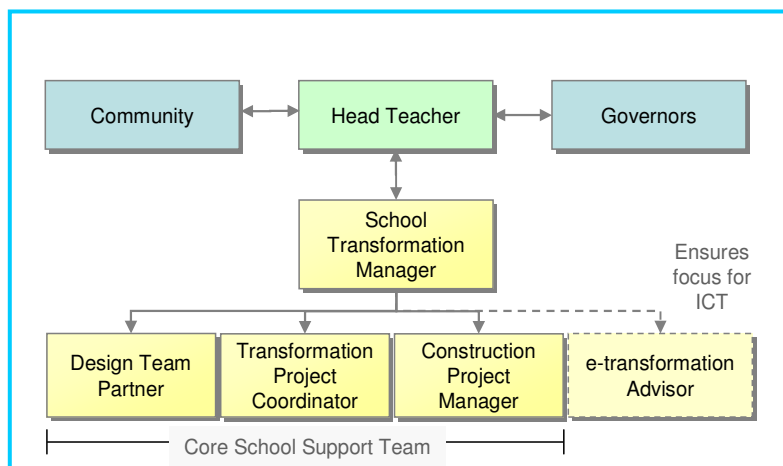 Community
Head Teacher
Governors
School
Transformation
Manager
Ensures
focus for
ICT
Design Team
Partner
Transformation
Project
Coordinator
Construction
Project
Manager
e-transformation
Advisor
Core School Support Team